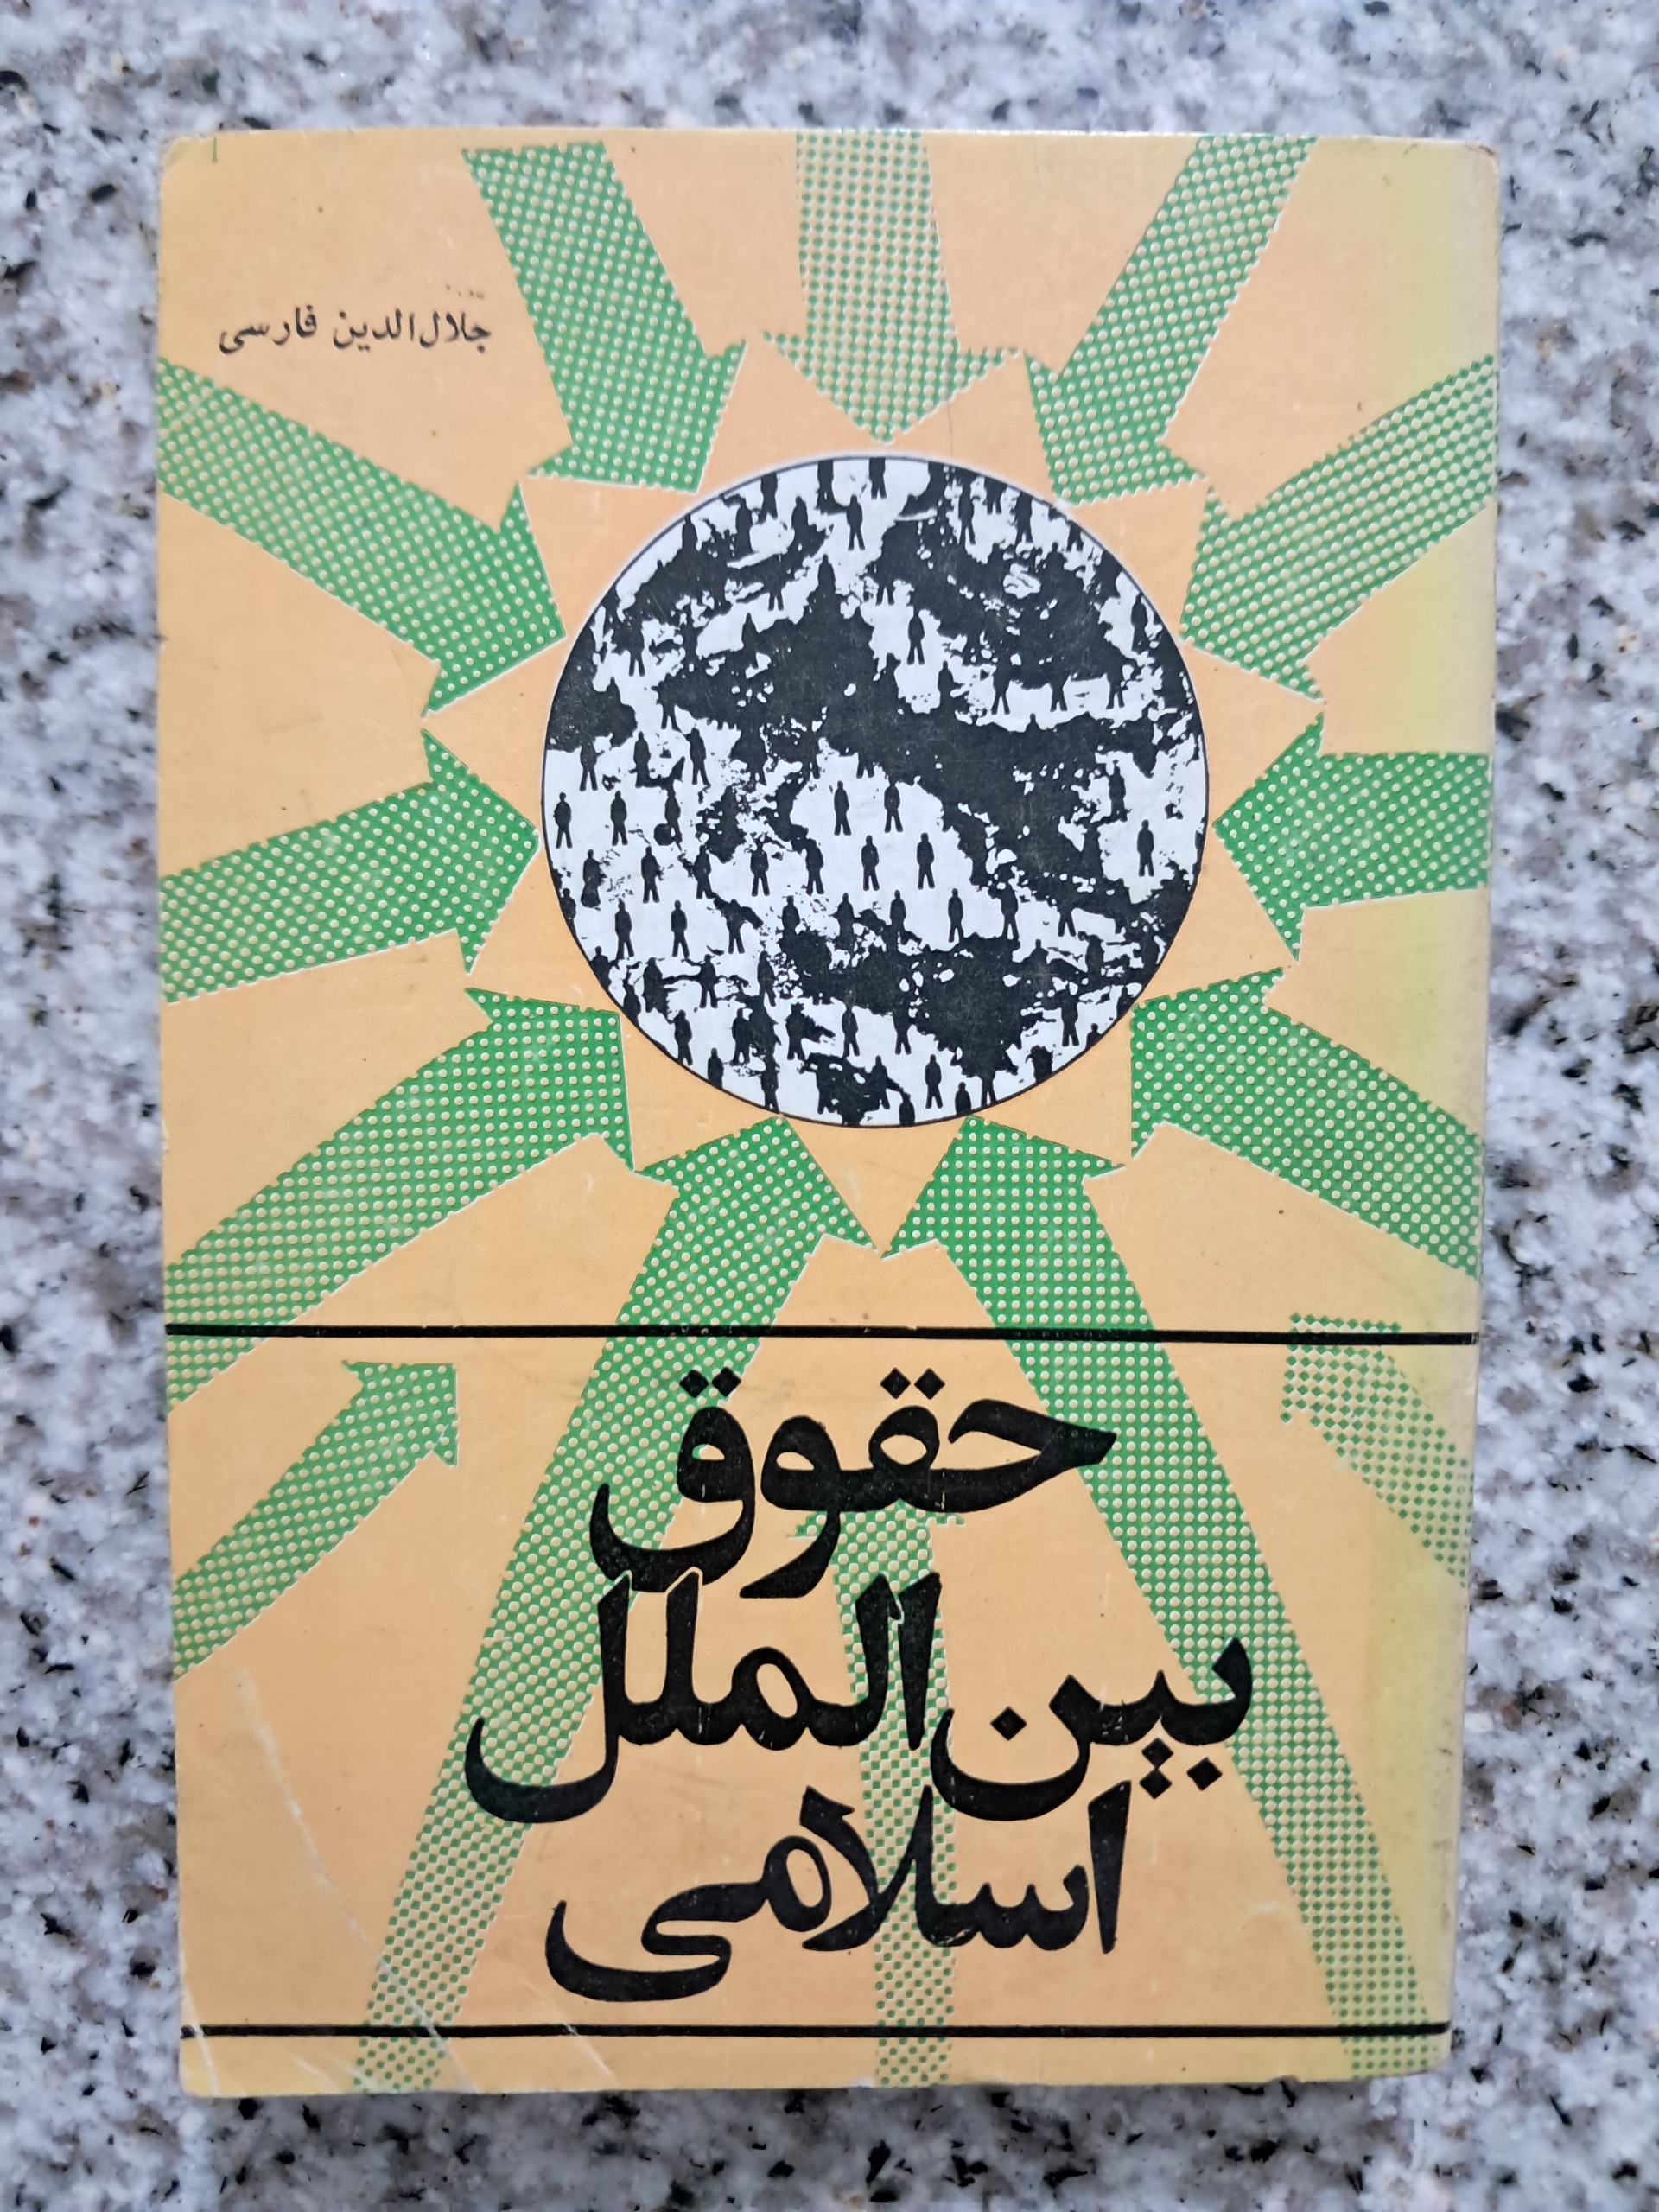 جلال‌الدین فارسی
حقوق
بین‌الملل
اسلامی